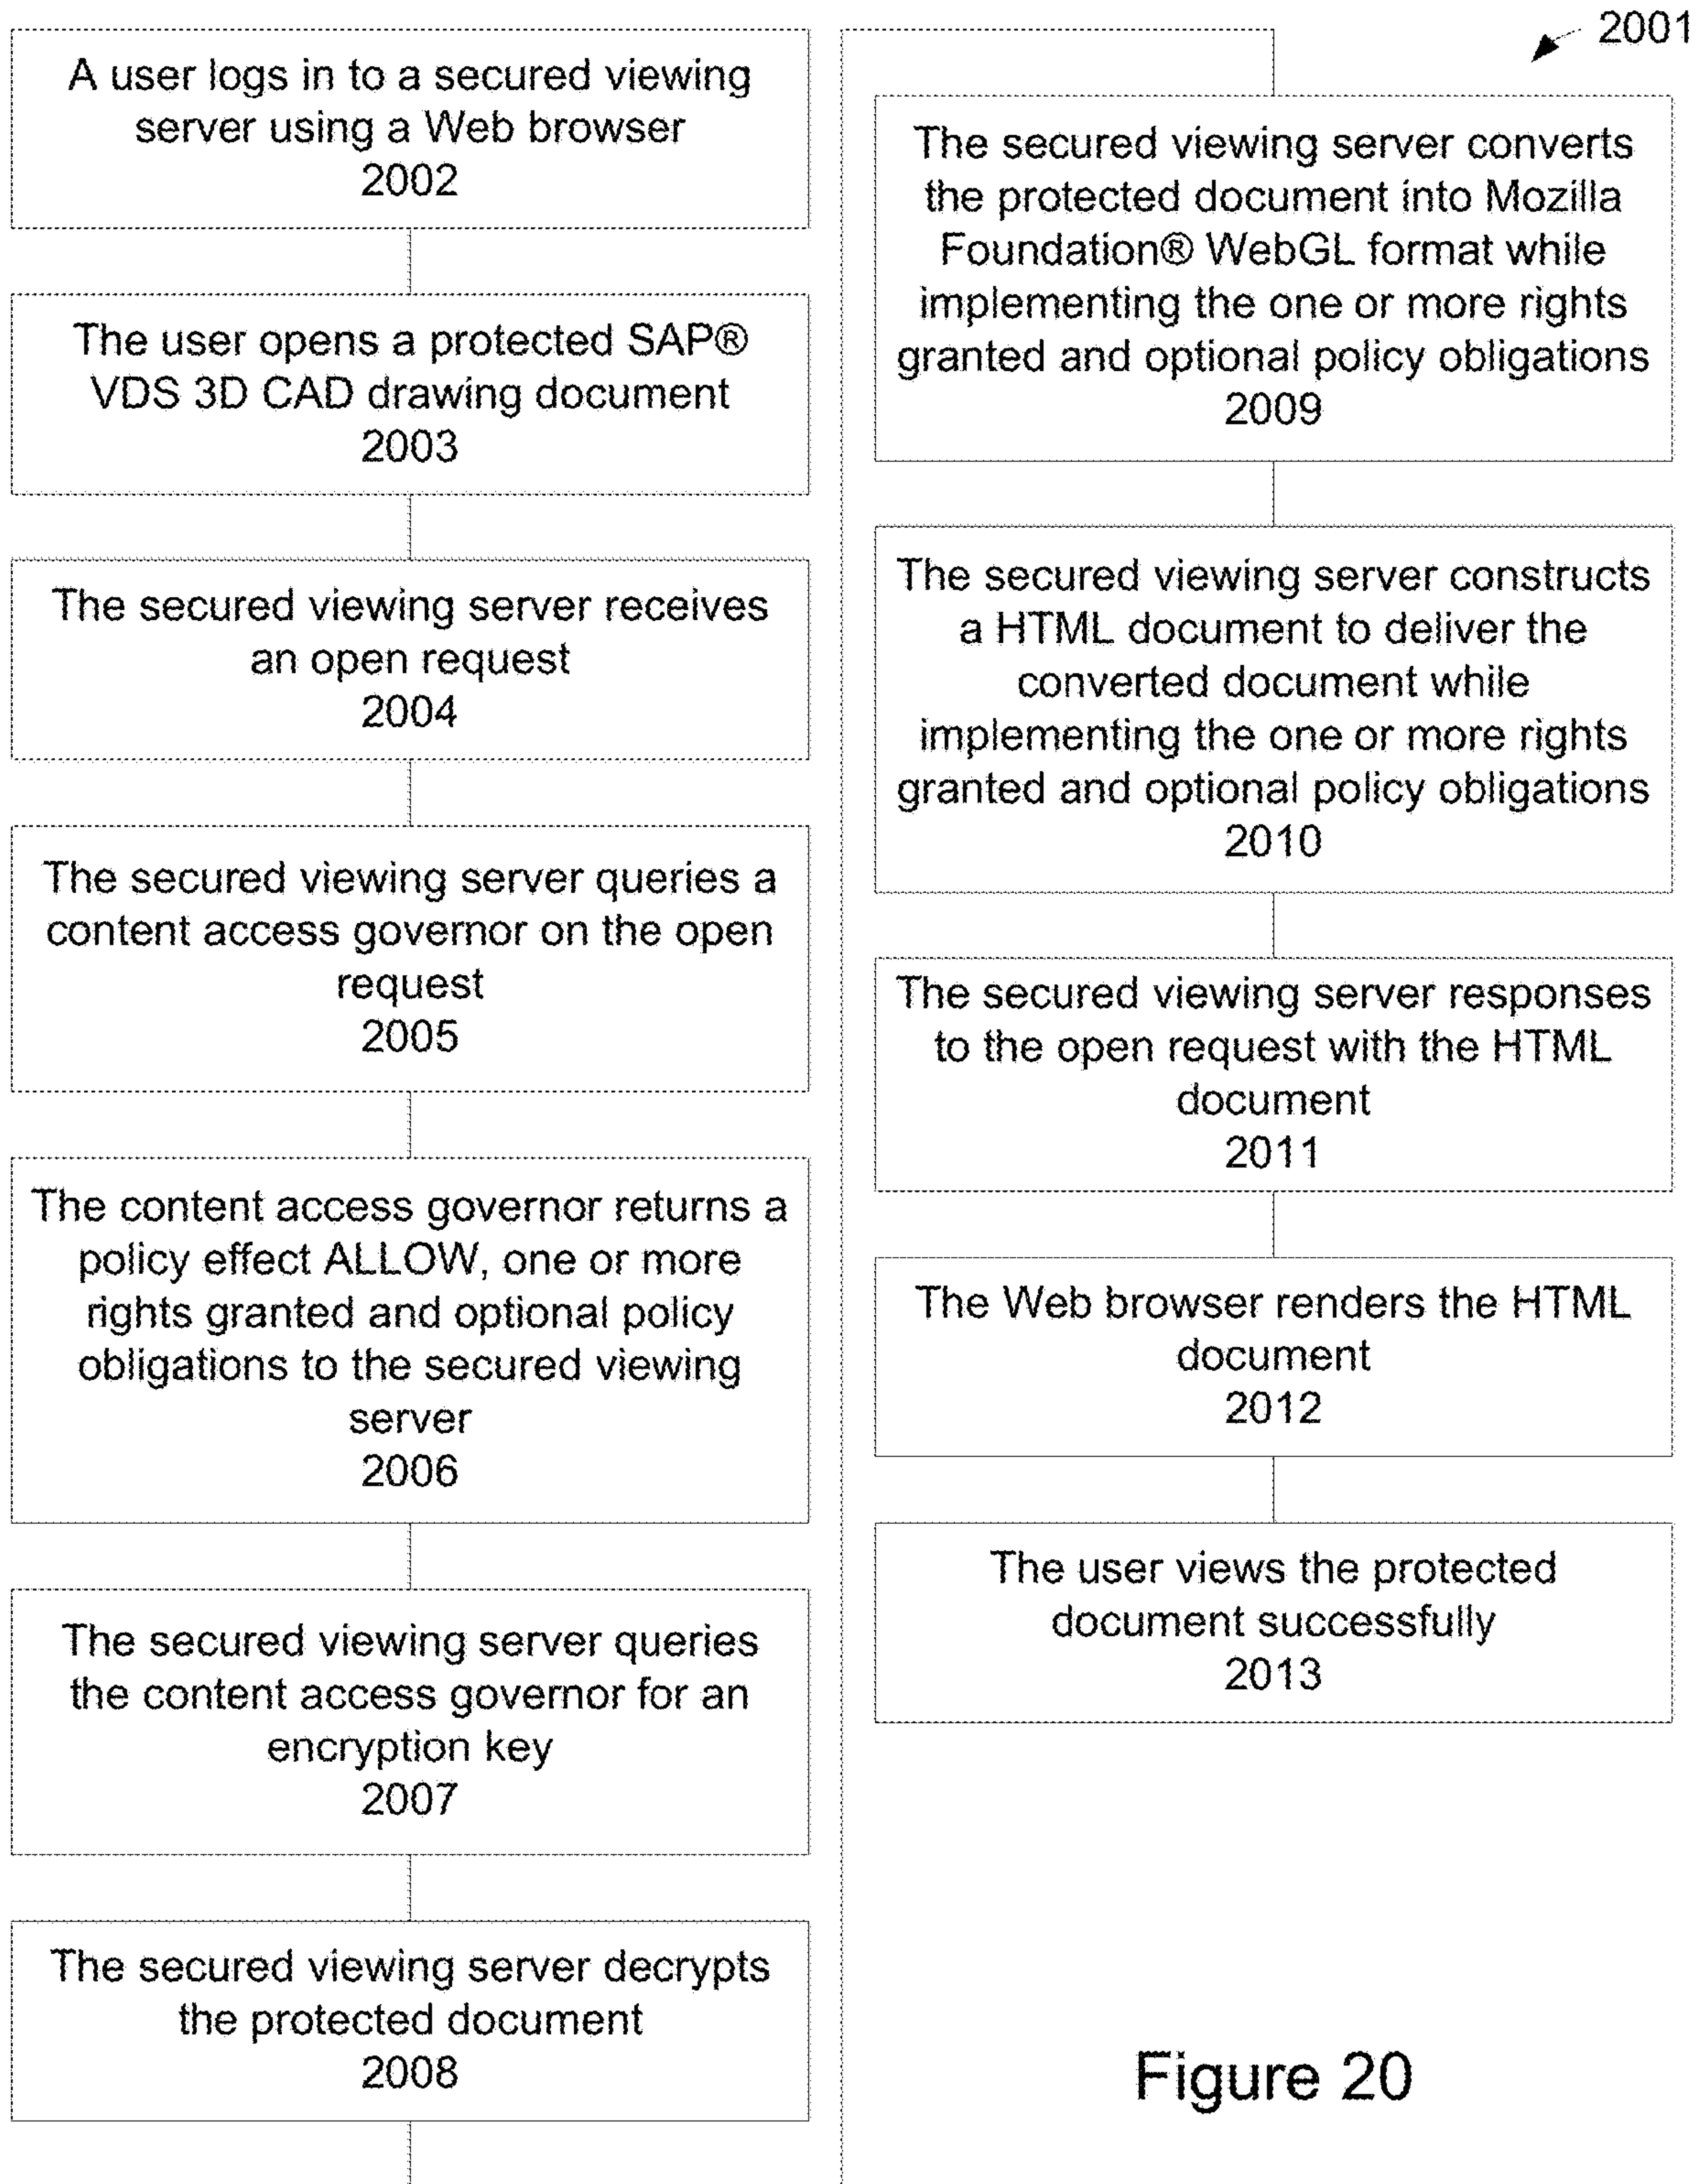 A user logs in to a secured viewing
server using a Web browser
2002
The user opens a protected SAP®
VDS 3D CAD drawing document
2003
The secured viewing server receives
an open request
2004
The secured viewing server queries a
content access governor on the open
request
2005
The content access governor returns a
policy effect ALLOW, one or more
rights granted and optional policy
obligations to the secured viewing
server
2006
The secured viewing server queries
the content access governor for an
encryption key
2007
The secured viewing server decrypts
the protected document
2008
2001
The secured viewing server converts
the protected document into Mozilla
Foundation® WebGL format while
implementing the one or more rights
granted and optional policy obligations
2009
The secured viewing server constructs
a HTML document to deliver the
converted document while
implementing the one or more rights
granted and optional policy obligations
2010
The secured viewing server responses
to the open request with the HTML
document
2011
The Web browser renders the HTML
document
2012
The user views the protected
document successfully
2013
Figure 20